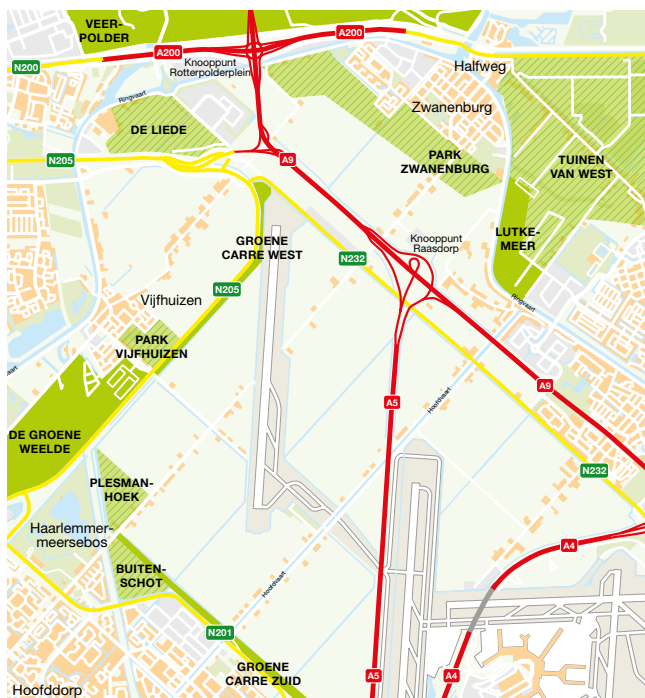 VEER-
POLDER
A200
A200
N200
Knooppunt
Rotterpolderplein
Halfweg
Ringvaart
Zwanenburg
DE LIEDE
N205
A9
PARK
ZWANENBURG
TUINEN
VAN WEST
LUTKE-
MEER
GROENE
CARRE WEST
Knooppunt
Raasdorp
N232
N205
Vijfhuizen
Ringvaart
PARK
VIJFHUIZEN
A9
A5
Hoofdvaart
DE GROENE
WEELDE
N232
PLESMAN-
HOEK
Haarlemmer-
meersebos
A4
BUITEN-
SCHOT
Hoofdvaart
N201
GROENE
CARRE ZUID
A5
A4
Hoofddorp